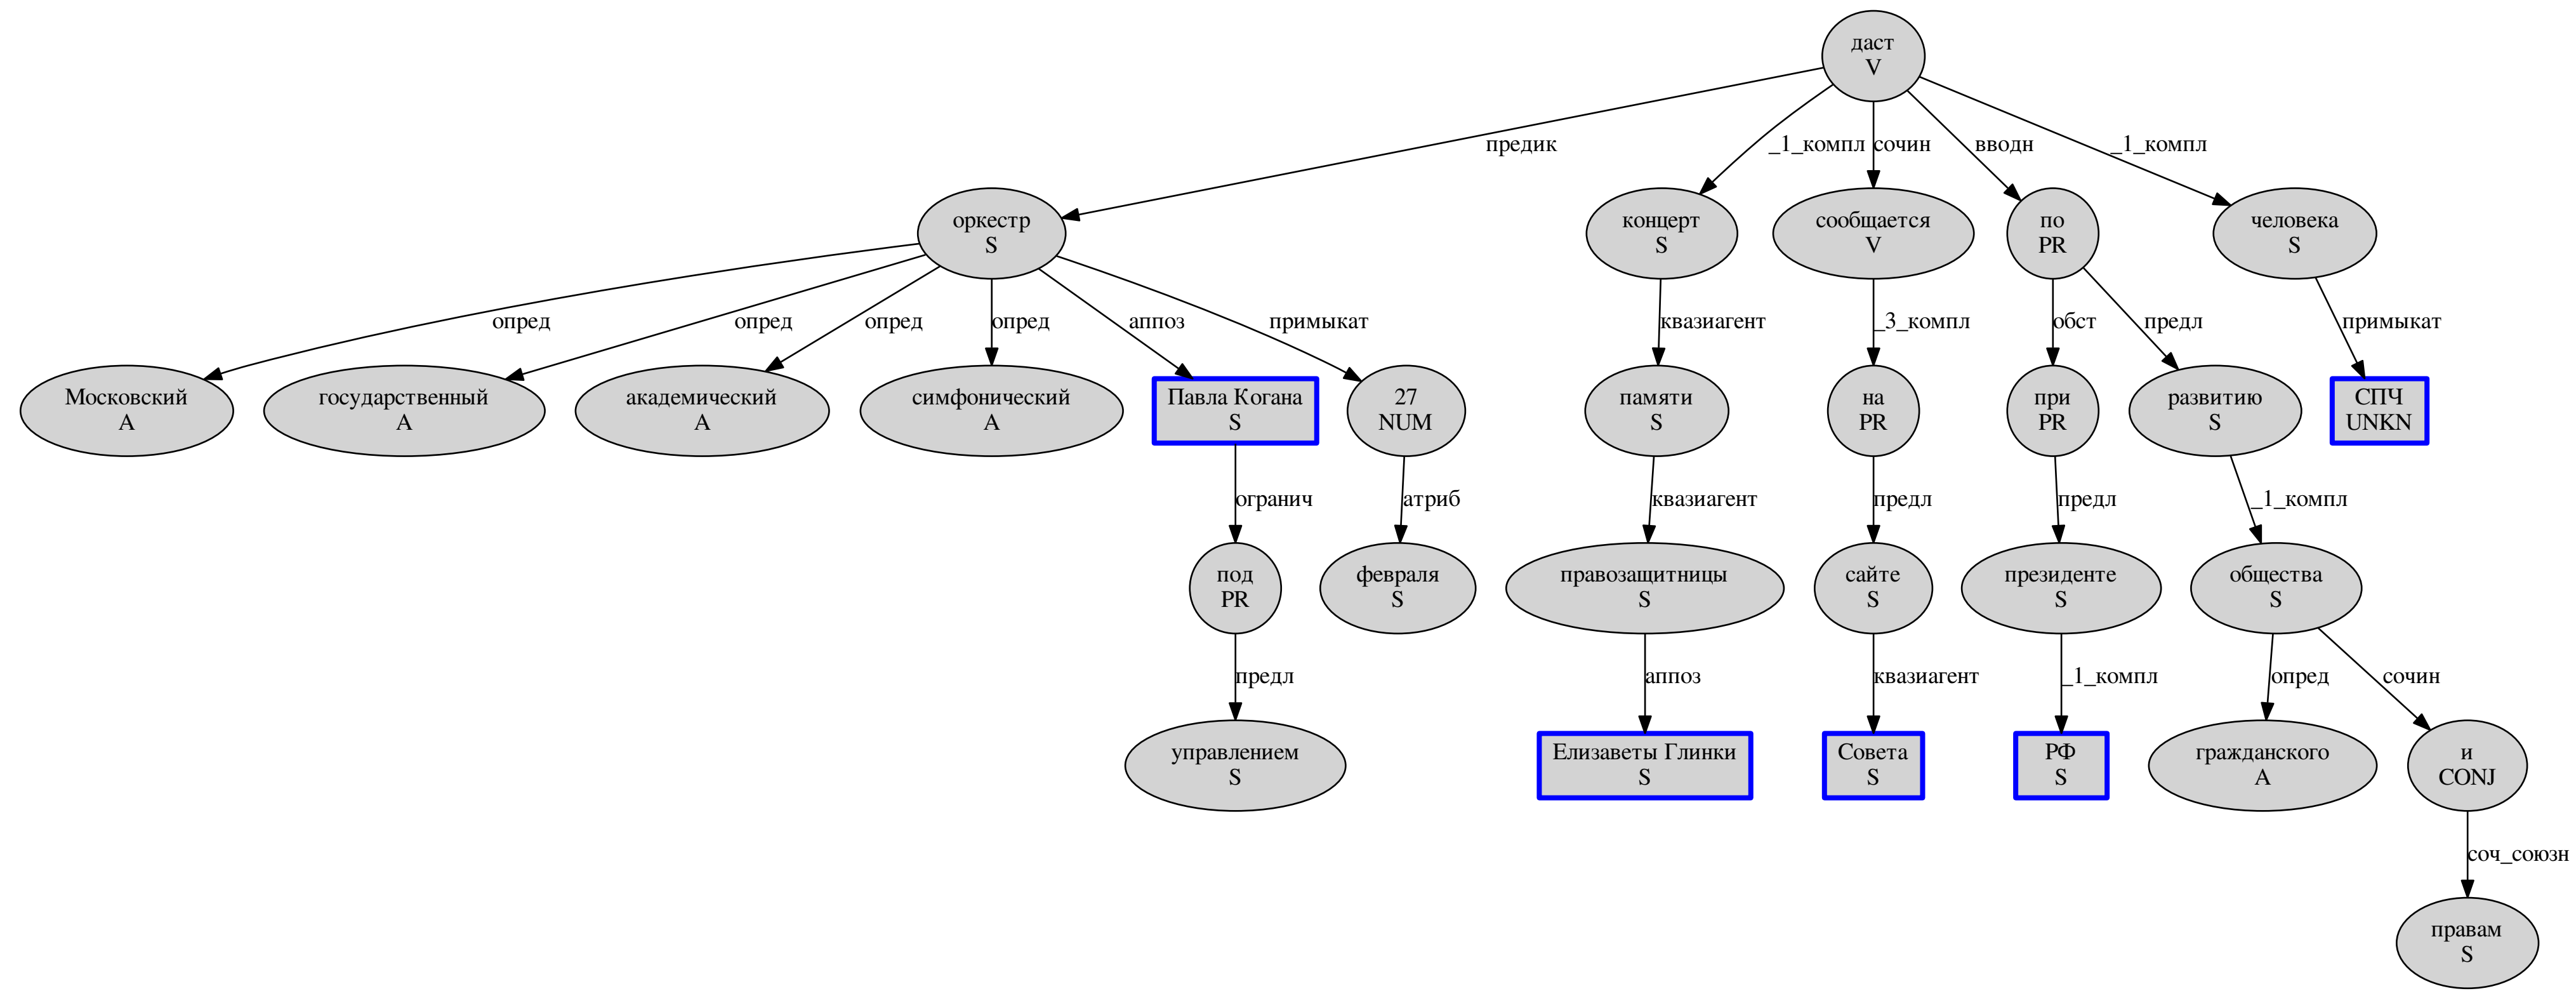 даст
V
предик
_1_компл
сочин
вводн
_1_компл
оркестр
S
концерт
S
сообщается
V
по
PR
человека
S
опред
опред
опред
опред
аппоз
примыкат
квазиагент
_3_компл
обст
предл
примыкат
Московский
A
государственный
A
академический
A
симфонический
A
Павла Когана
S
27
NUM
памяти
S
на
PR
при
PR
развитию
S
СПЧ
UNKN
огранич
атриб
квазиагент
предл
предл
_1_компл
под
PR
февраля
S
правозащитницы
S
сайте
S
президенте
S
общества
S
предл
аппоз
квазиагент
_1_компл
опред
сочин
управлением
S
Елизаветы Глинки
S
Совета
S
РФ
S
гражданского
A
и
CONJ
соч_союзн
правам
S